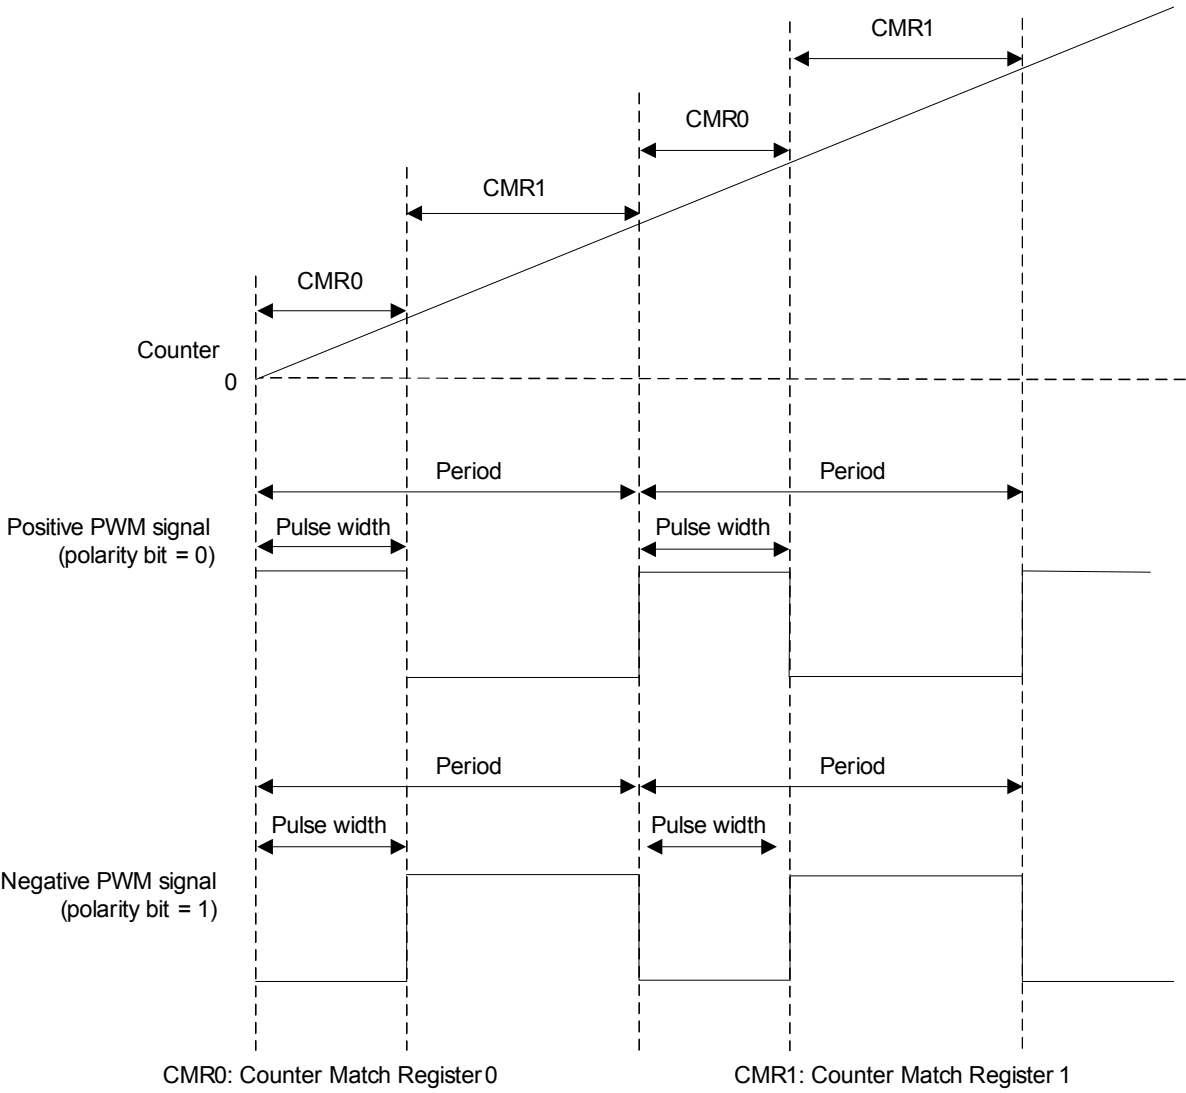 CMR1
CMR0
CMR1
CMR0
Counter
0
Period
Period
Positive PWM signal
(polarity bit = 0)
Pulse width
Pulse width
Period
Period
Pulse width
Pulse width
Negative PWM signal
(polarity bit = 1)
CMR0: Counter Match Register 0
CMR1: Counter Match Register 1